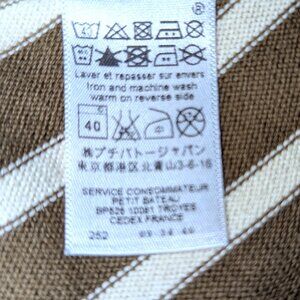 ®
Laver et repasser sur envers
Iron and machine wash
warm on reverse side
40
株プチバトージャパン
東京都港区北青山3-6-16
SERVICE CONSOMMATEUR
PETIT BATEAU
BP525 10081 TROYES
CEDEX FRANCE
252